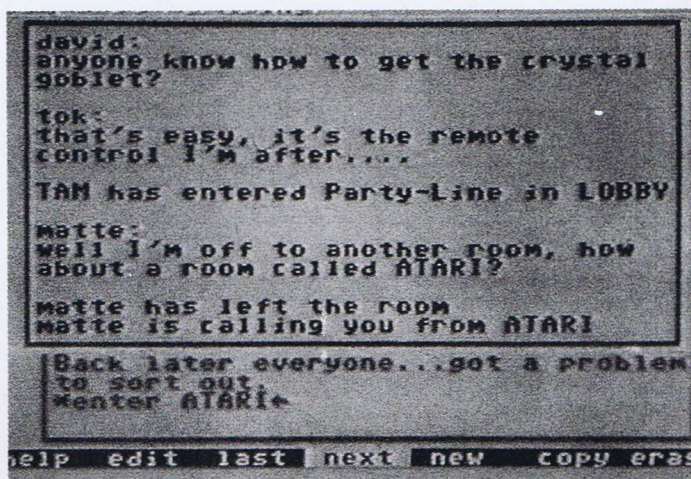 david:
anyone know how to get the crystal
goblet?
tok:
that's easy, it's the remote
control I'm after....
TAM has entered Party-Line in LOBBY
matte:
well I'm off to another room, how
about a room called ATARI?
matte has left the room
matte is calling you from ATARI
Back later everyone...got a problem
to sort out.
*enter ATARI←
help edit last next new copy eras